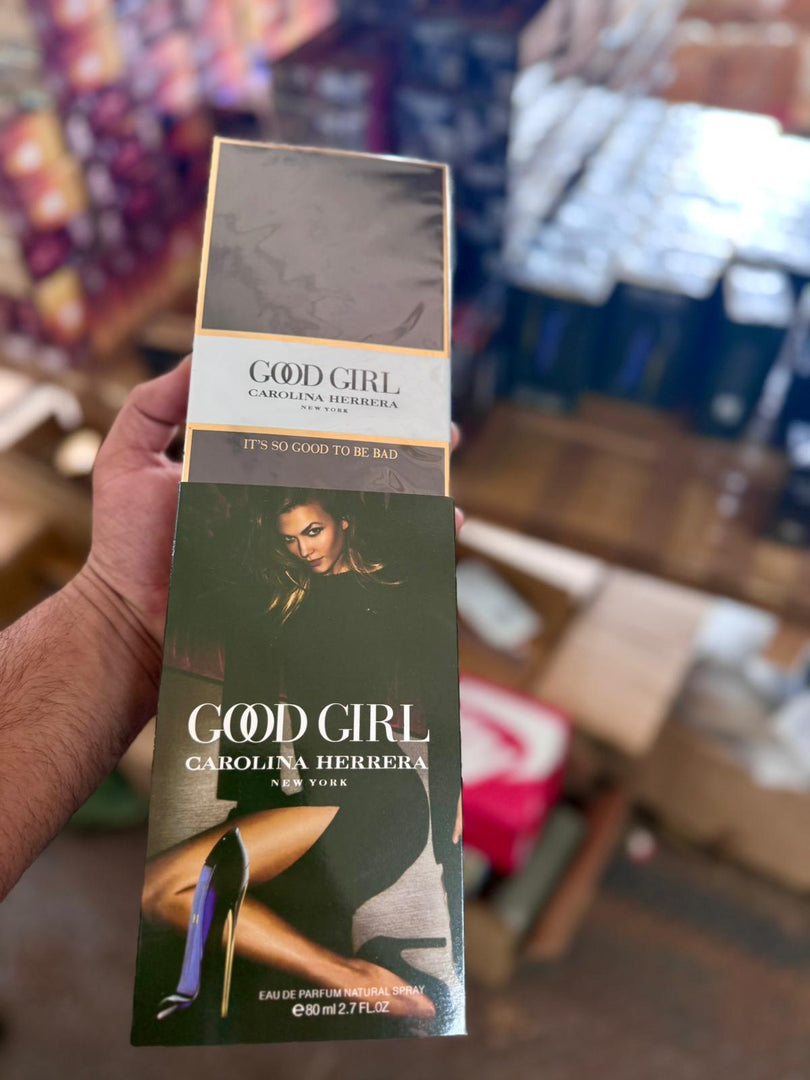 GOOD GIRL
CAROLINA HERRERA
NEW YORK
IT'S SO GOOD TO BE BAD
GOOD GIRL
CAROLINA HERRERA
NEW YORK
EAU DE PARFUM NATURAL SPRAY
℮80 ml 2.7 FL.OZ